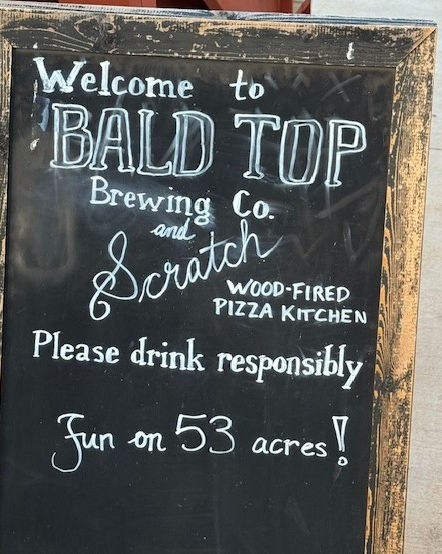 Welcome to
BALD TOP
Brewing Co.
and
Scratch
WOOD-FIRED
PIZZA KITCHEN
Please drink responsibly
Fun on 53 acres!